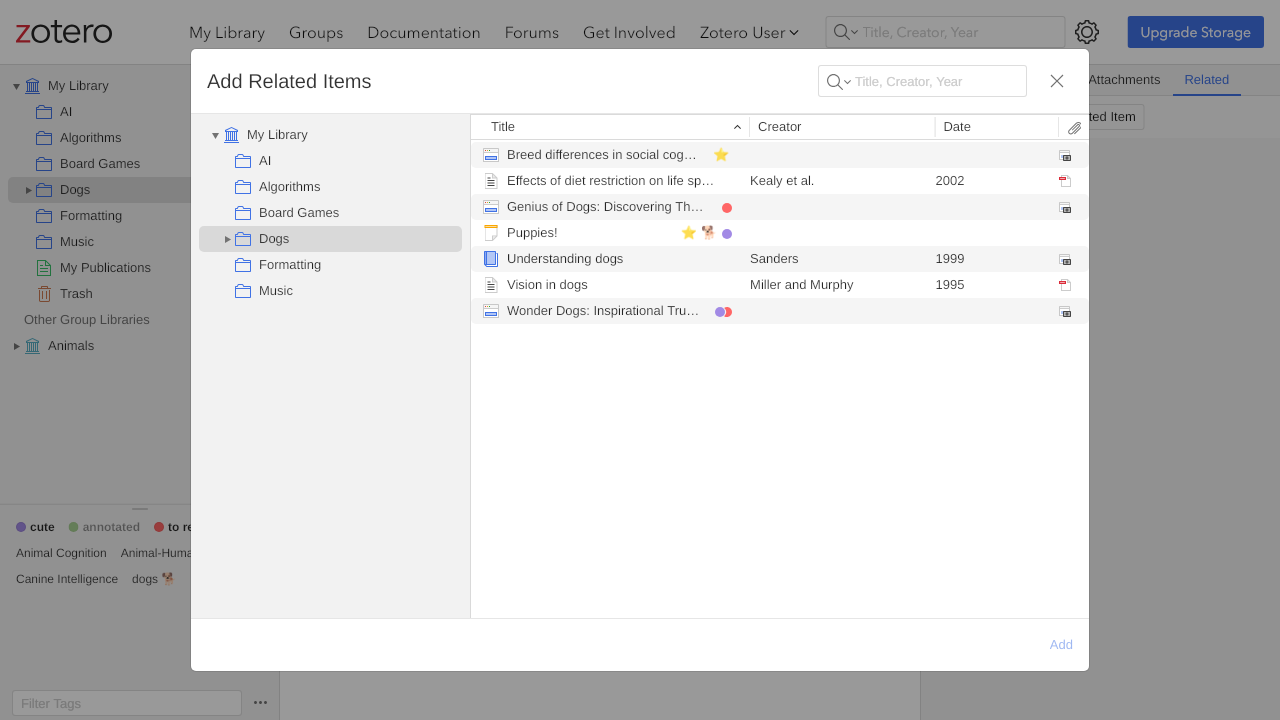 zotero
My Library
Groups
Documentation
Forums
Get Involved
Zotero User
Title, Creator, Year
Upgrade Storage
My Library
AI
Algorithms
Board Games
Dogs
Formatting
Music
My Publications
Trash
Other Group Libraries
Animals
cute
annotated
to re
Animal Cognition
Animal-Huma
Canine Intelligence
dogs 🐕
Filter Tags
Attachments
Related
ted Item
Add Related Items
Title, Creator, Year
My Library
AI
Algorithms
Board Games
Dogs
Formatting
Music
Title Creator Date
Breed differences in social cog… ⭐
Effects of diet restriction on life sp… Kealy et al. 2002
Genius of Dogs: Discovering Th…
Puppies! ⭐ 🐕
Understanding dogs Sanders 1999
Vision in dogs Miller and Murphy 1995
Wonder Dogs: Inspirational Tru…
Add